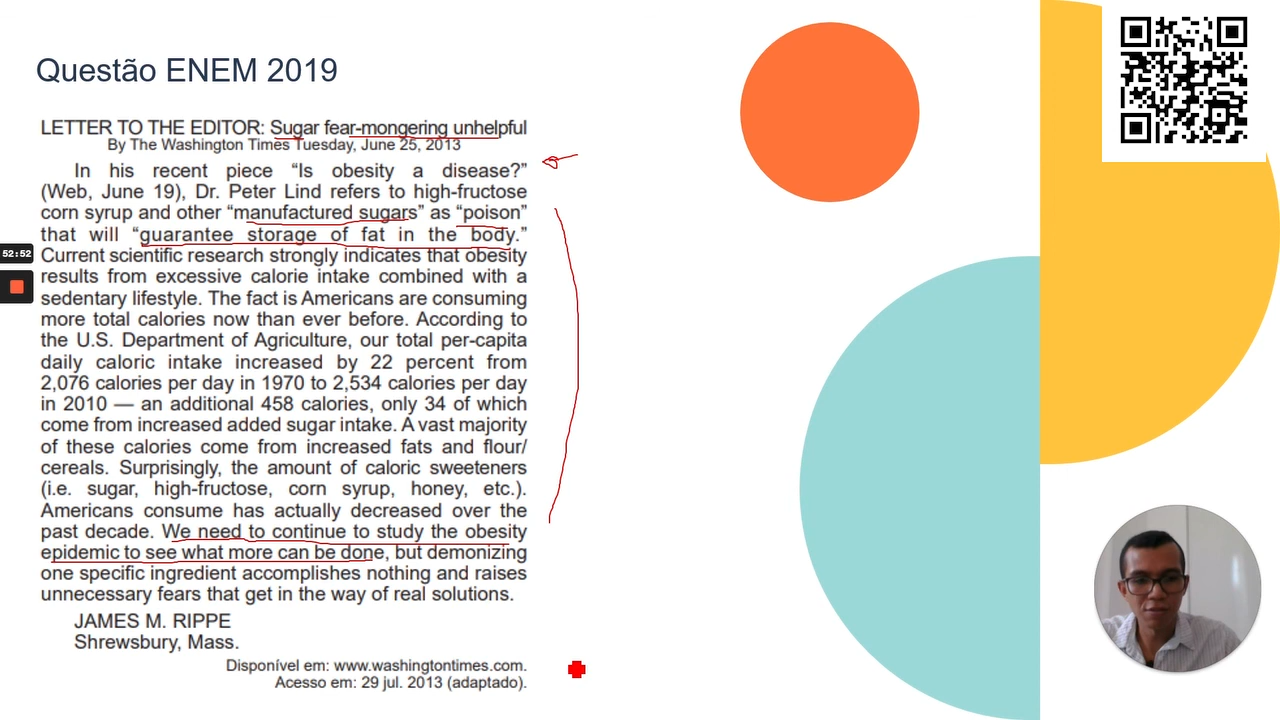 Questão ENEM 2019
LETTER TO THE EDITOR: Sugar fear-mongering unhelpful
By The Washington Times Tuesday, June 25, 2013
In his recent piece “Is obesity a disease?”
(Web, June 19), Dr. Peter Lind refers to high-fructose
corn syrup and other “manufactured sugars” as “poison”
that will “guarantee storage of fat in the body.”
52:52
Current scientific research strongly indicates that obesity
results from excessive calorie intake combined with a
sedentary lifestyle. The fact is Americans are consuming
more total calories now than ever before. According to
the U.S. Department of Agriculture, our total per-capita
daily caloric intake increased by 22 percent from
2,076 calories per day in 1970 to 2,534 calories per day
in 2010 — an additional 458 calories, only 34 of which
come from increased added sugar intake. A vast majority
of these calories come from increased fats and flour/
cereals. Surprisingly, the amount of caloric sweeteners
(i.e. sugar, high-fructose, corn syrup, honey, etc.).
Americans consume has actually decreased over the
past decade. We need to continue to study the obesity
epidemic to see what more can be done, but demonizing
one specific ingredient accomplishes nothing and raises
unnecessary fears that get in the way of real solutions.
JAMES M. RIPPE
Shrewsbury, Mass.
Disponível em: www.washingtontimes.com.
Acesso em: 29 jul. 2013 (adaptado).